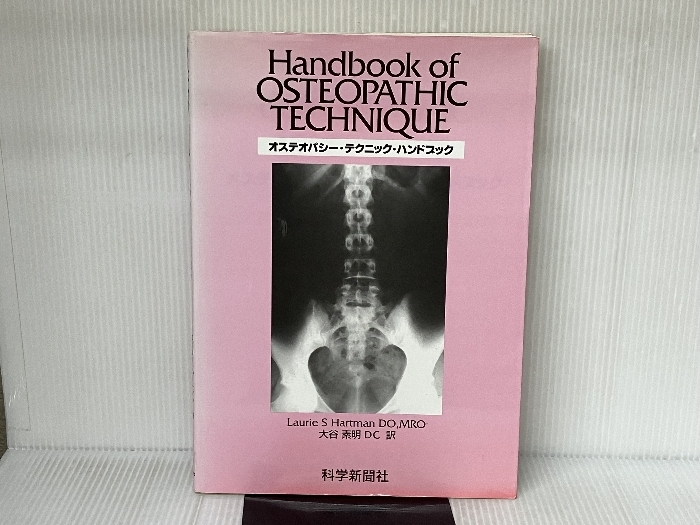 Handbook of
OSTEOPATHIC
TECHNIQUE
オステオパシー・テクニック・ハンドブック
Laurie S Hartman DO,MRO
大谷 素明 DC 訳
科学新聞社